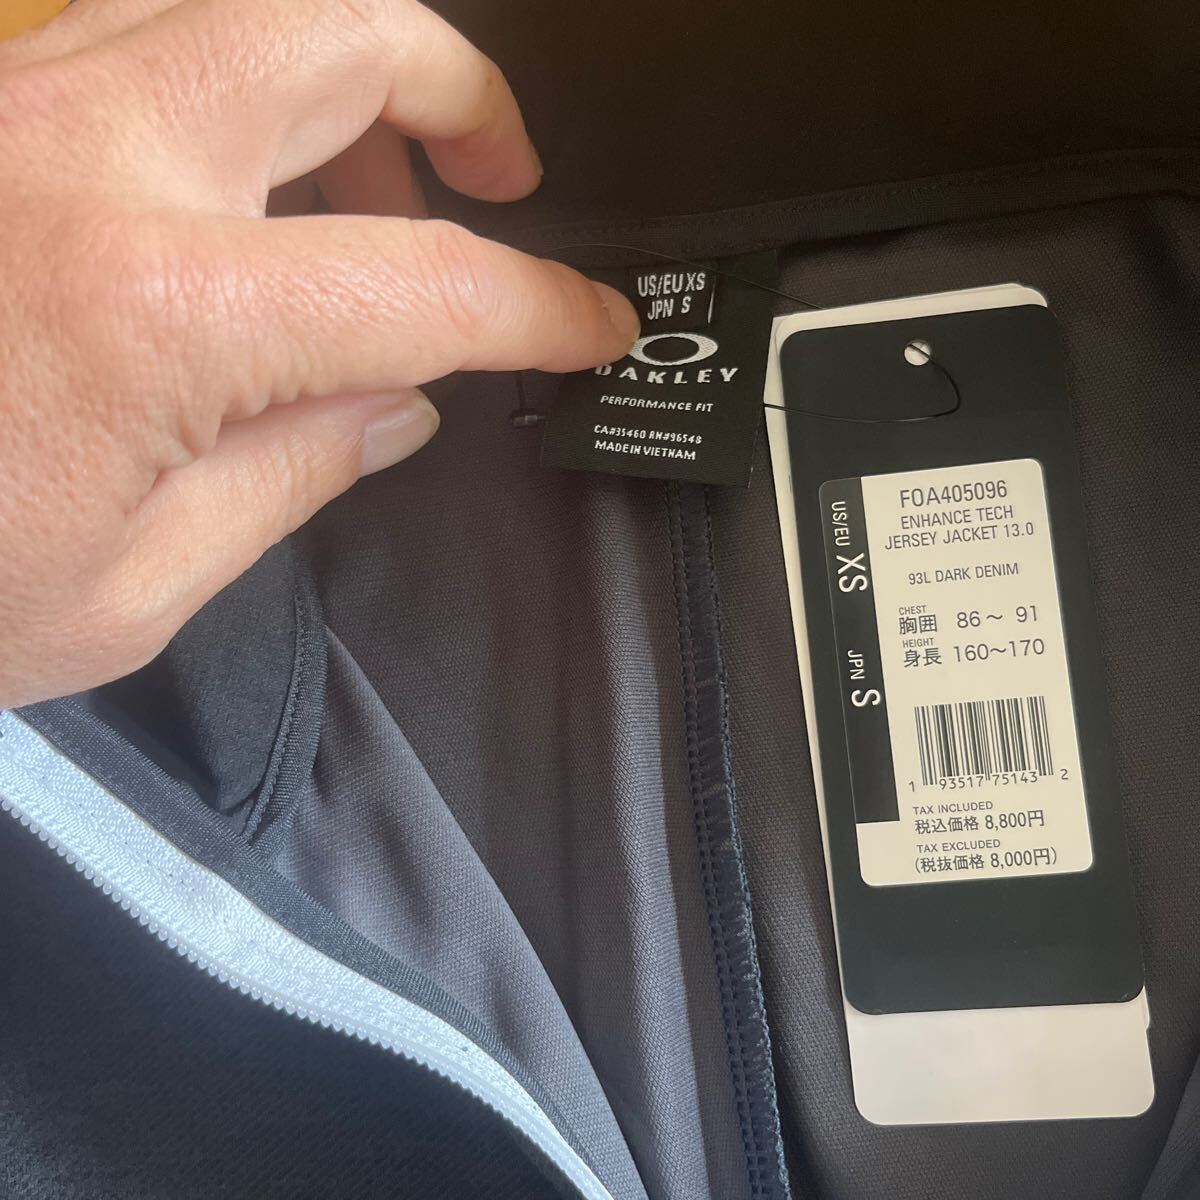 US/EU XS
JPN S
OAKLEY
PERFORMANCE FIT
CA#35460 RN#96548
MADE IN VIETNAM
US/EU XS JPN S
FOA405096
ENHANCE TECH
JERSEY JACKET 13.0
93L DARK DENIM
CHEST
胸囲 86～ 91
HEIGHT
身長 160～170
1 93517 75143 2
TAX INCLUDED
税込価格 8,800円
TAX EXCLUDED
(税抜価格 8,000円)